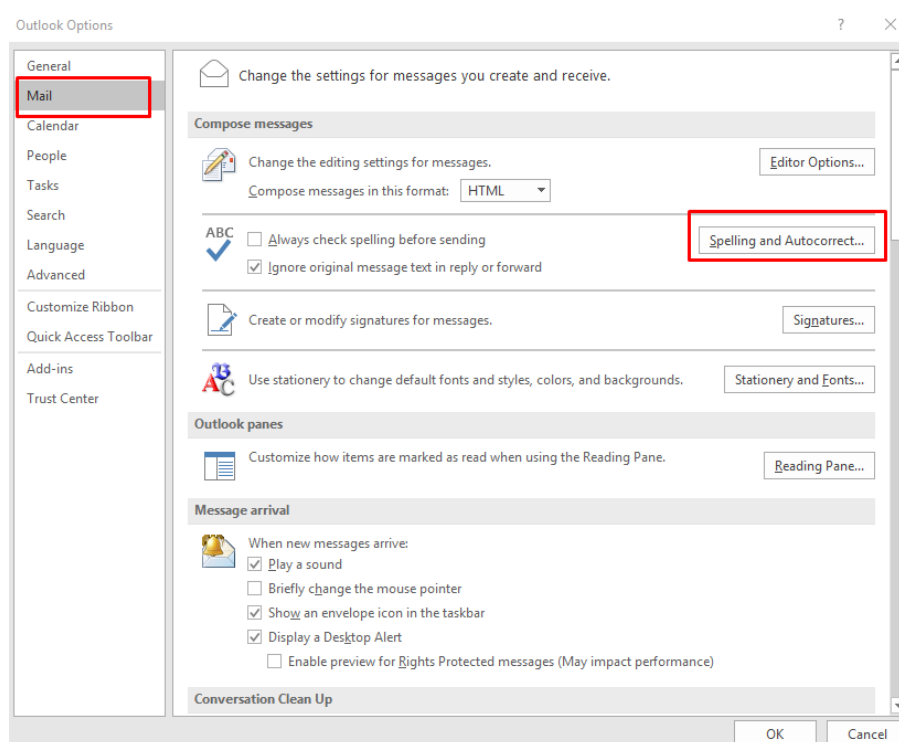 Outlook Options
General
Mail
Calendar
People
Tasks
Search
Language
Advanced
Customize Ribbon
Quick Access Toolbar
Add-ins
Trust Center
Change the settings for messages you create and receive.
Compose messages
Change the editing settings for messages.
Editor Options...
Compose messages in this format: HTML
ABC
Always check spelling before sending
Spelling and Autocorrect...
Ignore original message text in reply or forward
Create or modify signatures for messages.
Signatures...
Use stationery to change default fonts and styles, colors, and backgrounds.
Stationery and Fonts...
Outlook panes
Customize how items are marked as read when using the Reading Pane.
Reading Pane...
Message arrival
When new messages arrive:
Play a sound
Briefly change the mouse pointer
Show an envelope icon in the taskbar
Display a Desktop Alert
Enable preview for Rights Protected messages (May impact performance)
Conversation Clean Up
OK
Cancel